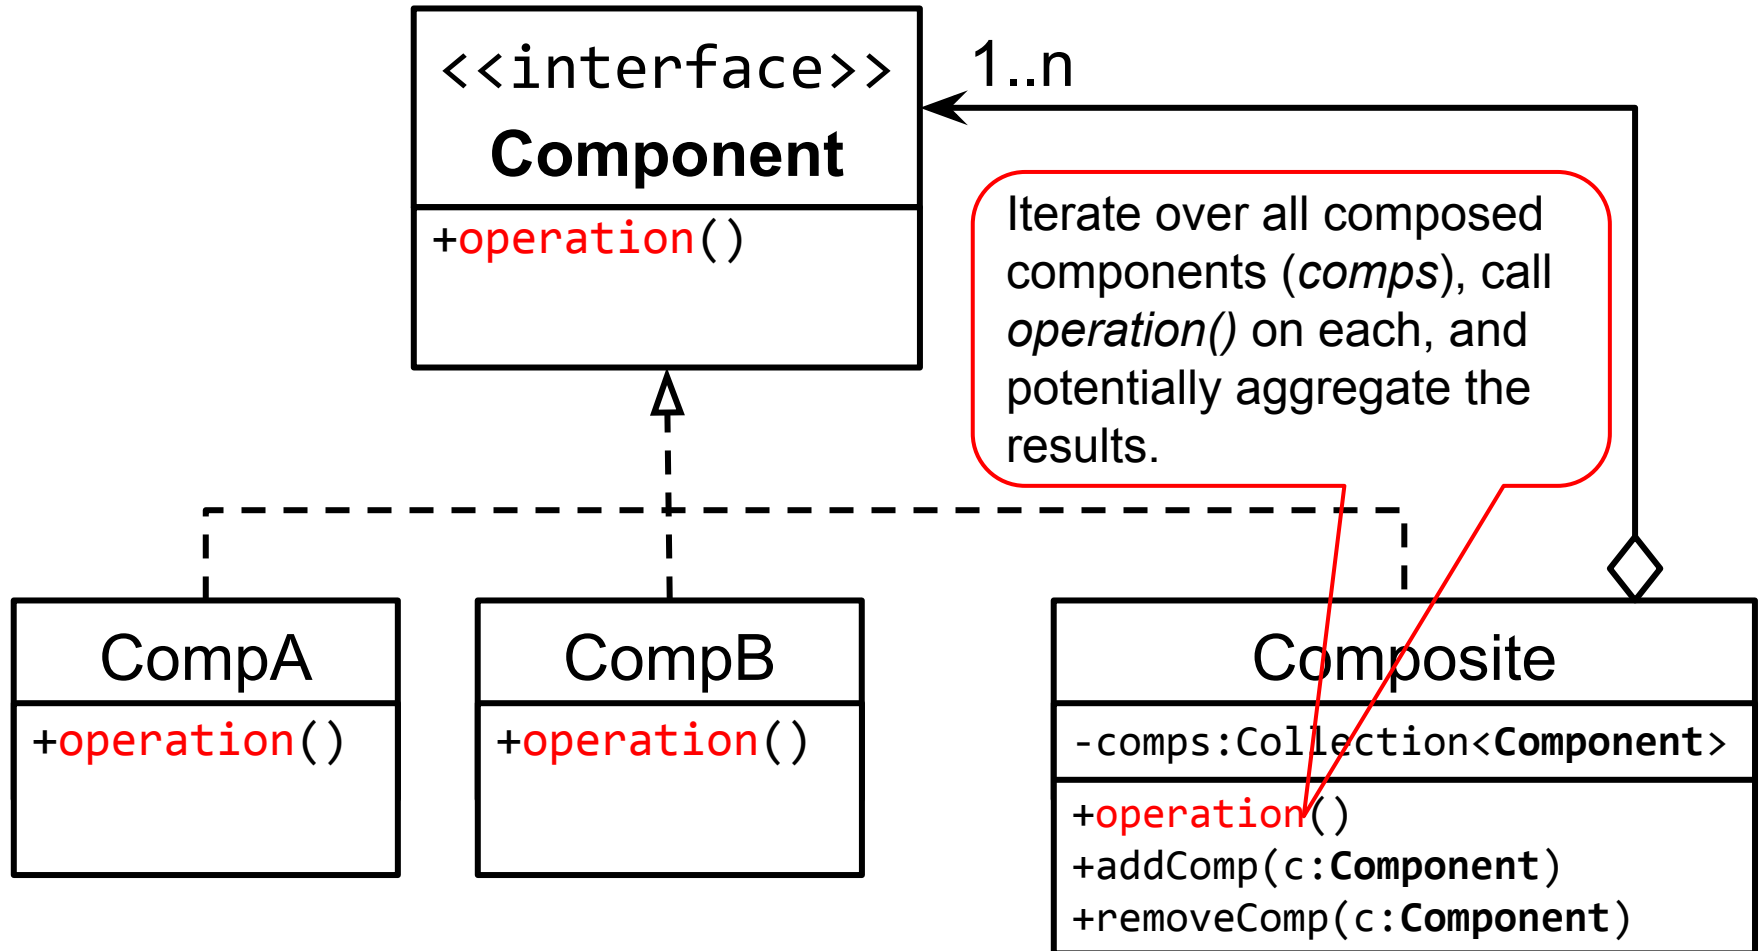 <<interface>>
Component
+operation()
1..n
Iterate over all composed
components (comps), call
operation() on each, and
potentially aggregate the
results.
CompA
+operation()
CompB
+operation()
Composite
-comps:Collection<Component>
+operation()
+addComp(c:Component)
+removeComp(c:Component)